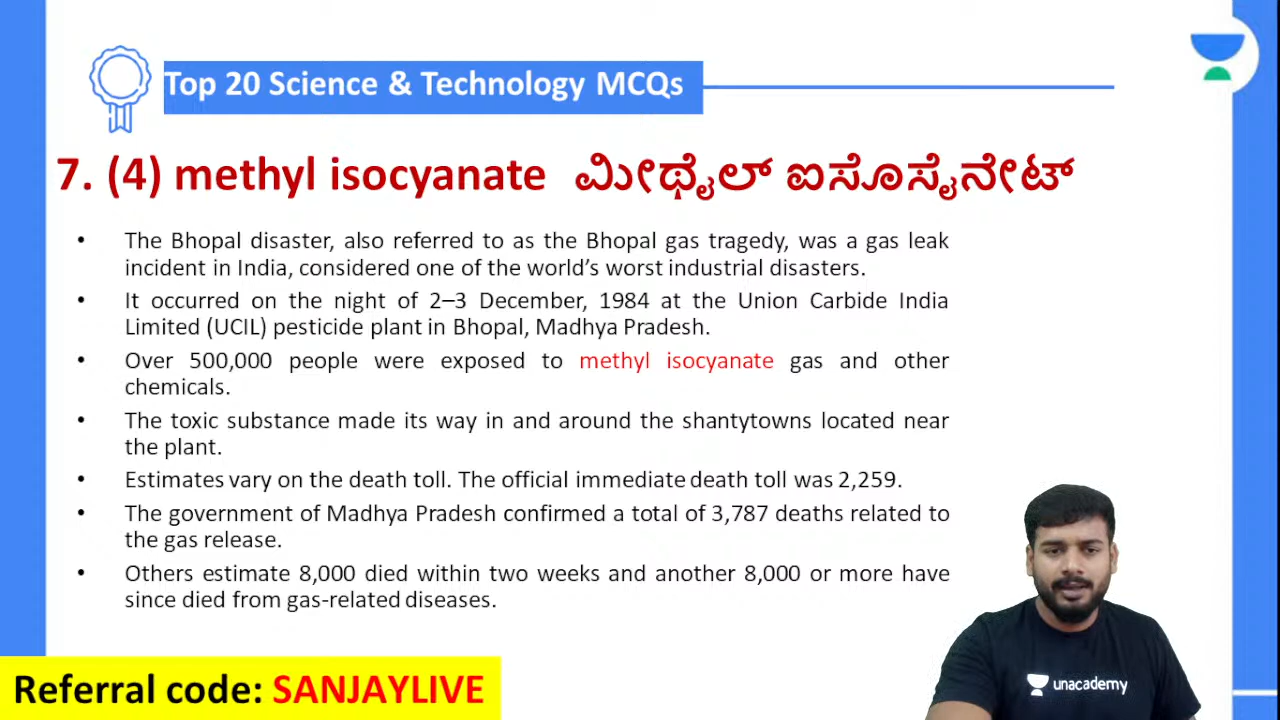 Top 20 Science & Technology MCQs
7. (4) methyl isocyanate ಮೀಥೈಲ್ ಐಸೊಸೈನೇಟ್
• The Bhopal disaster, also referred to as the Bhopal gas tragedy, was a gas leak
incident in India, considered one of the world’s worst industrial disasters.
• It occurred on the night of 2–3 December, 1984 at the Union Carbide India
Limited (UCIL) pesticide plant in Bhopal, Madhya Pradesh.
• Over 500,000 people were exposed to methyl isocyanate gas and other
chemicals.
• The toxic substance made its way in and around the shantytowns located near
the plant.
• Estimates vary on the death toll. The official immediate death toll was 2,259.
• The government of Madhya Pradesh confirmed a total of 3,787 deaths related to
the gas release.
• Others estimate 8,000 died within two weeks and another 8,000 or more have
since died from gas-related diseases.
unacademy
Referral code: SANJAYLIVE